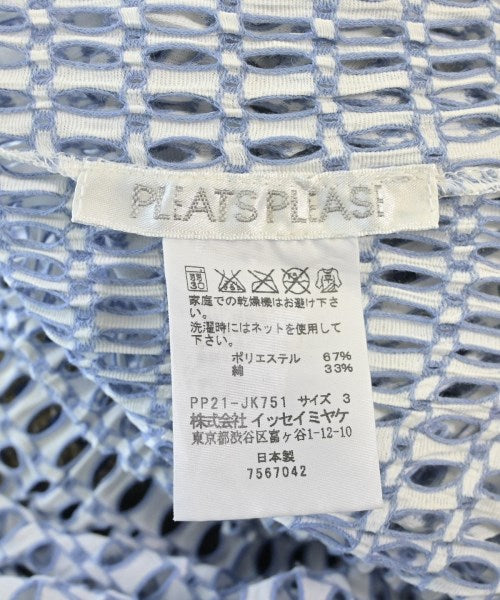 PLEATS PLEASE
家庭での乾燥機はお避け下さい。
洗濯時にはネットを使用して下さい。
ポリエステル 67%
綿 33%
PP21-JK751 サイズ 3
株式会社 イッセイミヤケ
東京都渋谷区富ヶ谷1-12-10
日本製
7567042